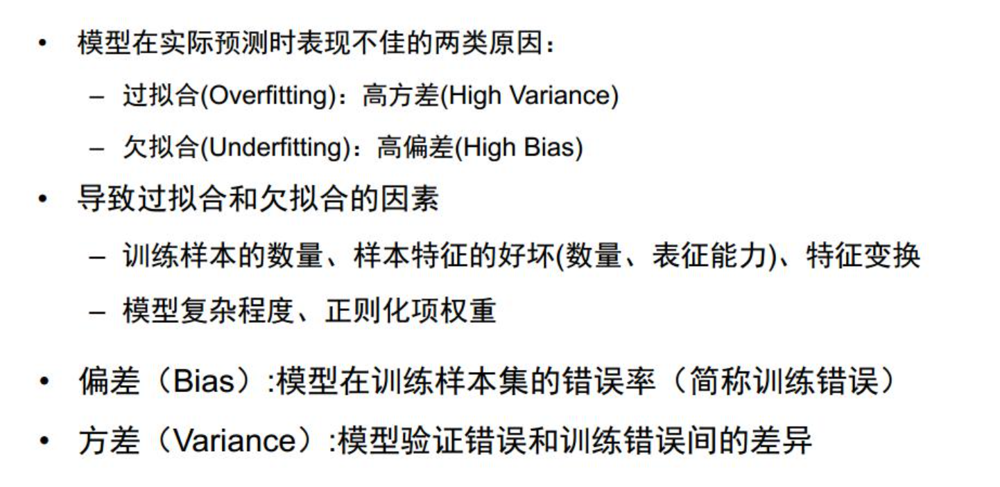 • 模型在实际预测时表现不佳的两类原因：
– 过拟合(Overfitting)：高方差(High Variance)
– 欠拟合(Underfitting)：高偏差(High Bias)
• 导致过拟合和欠拟合的因素
– 训练样本的数量、样本特征的好坏(数量、表征能力)、特征变换
– 模型复杂程度、正则化项权重
• 偏差（Bias）:模型在训练样本集的错误率（简称训练错误）
• 方差（Variance）:模型验证错误和训练错误间的差异